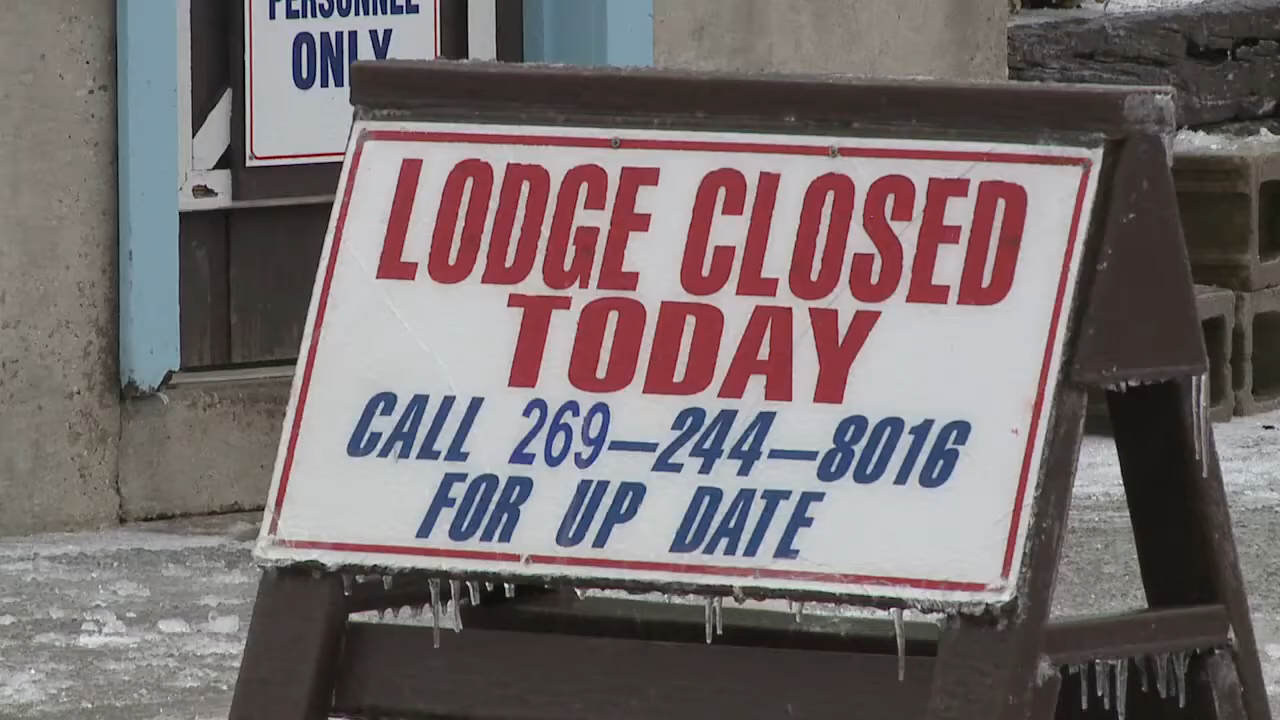 PERSONNEL
ONLY
LODGE CLOSED
TODAY
CALL 269-244-8016
FOR UP DATE